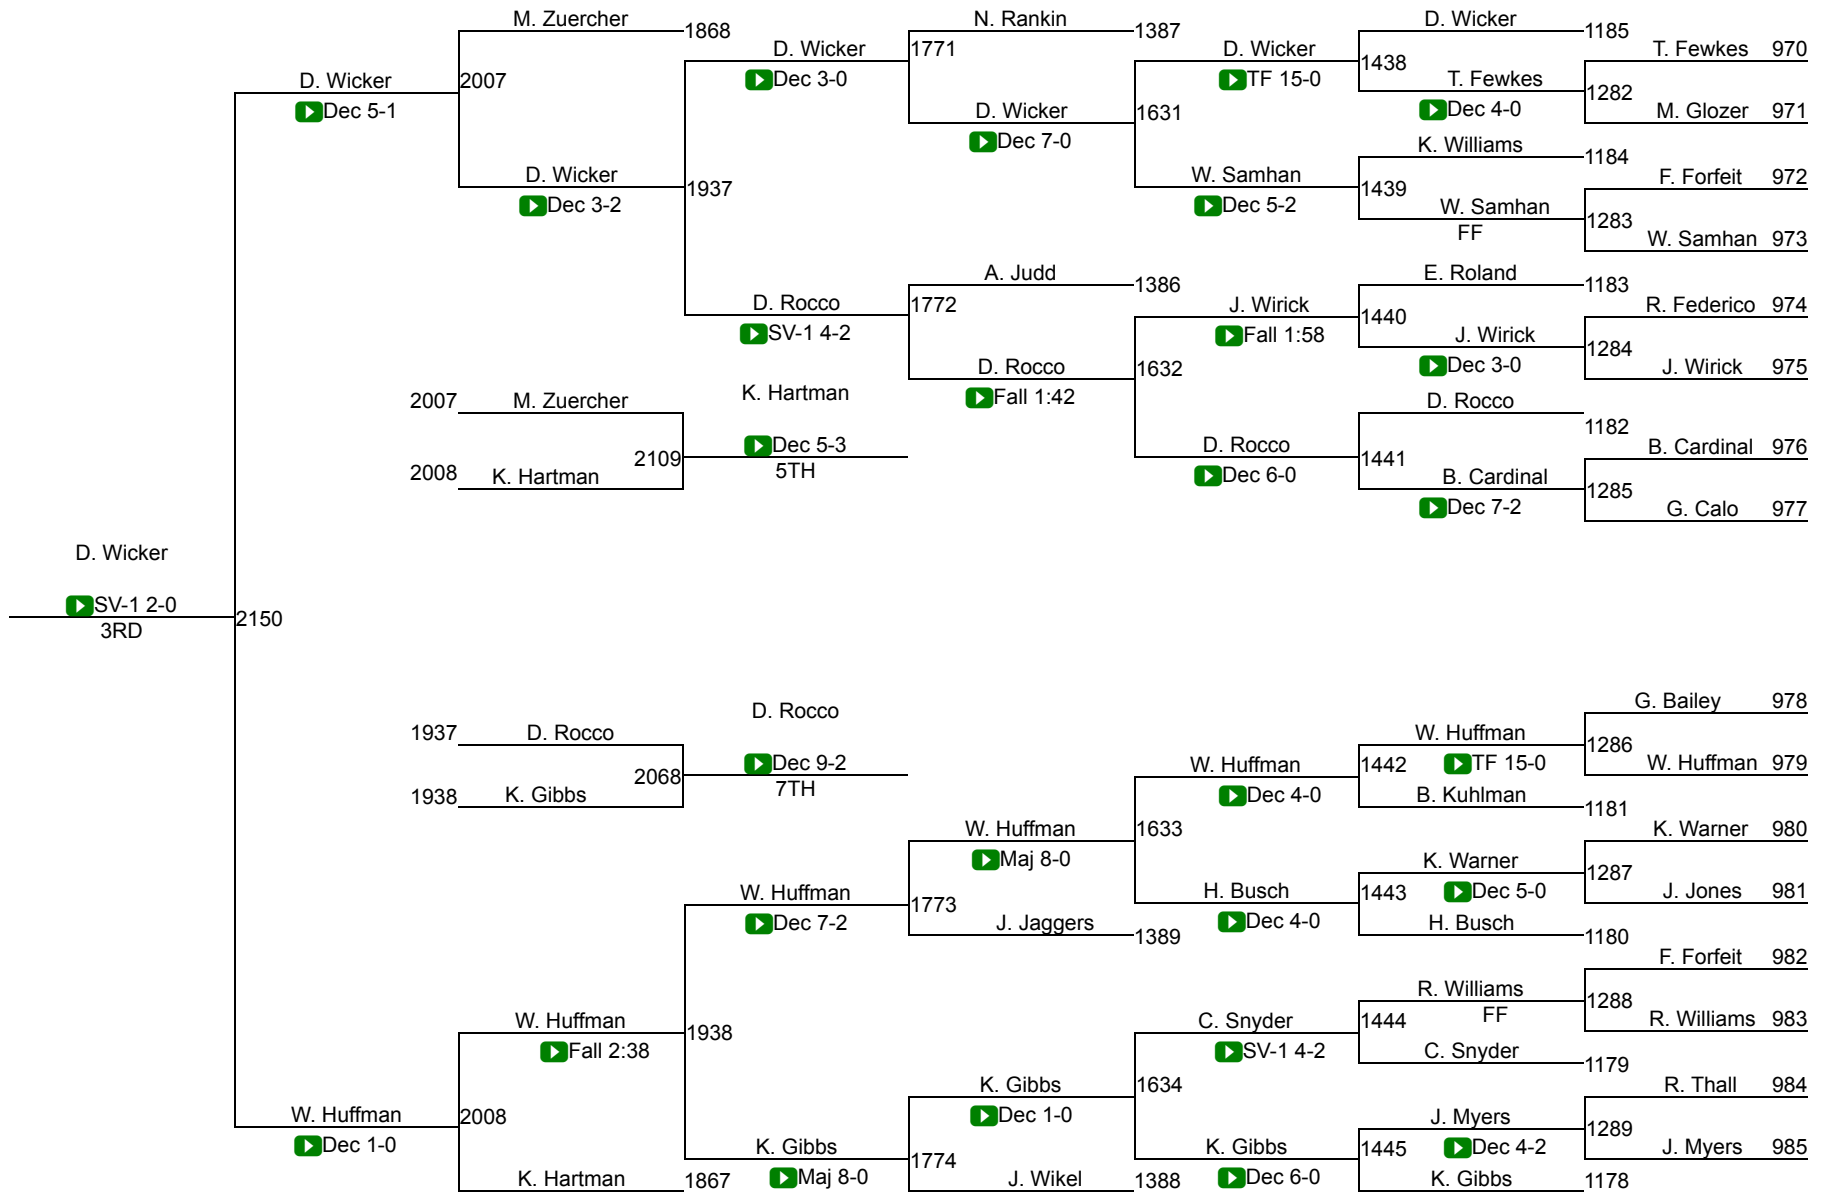 M. Zuercher
N. Rankin
D. Wicker
1868
1387
1185
D. Wicker
1771
D. Wicker
T. Fewkes 970
1438
D. Wicker
2007
Dec 3-0
TF 15-0
T. Fewkes
1282
Dec 5-1
D. Wicker
1631
Dec 4-0
M. Glozer 971
Dec 7-0
K. Williams
1184
D. Wicker
1937
W. Samhan
1439
F. Forfeit 972
Dec 3-2
Dec 5-2
W. Samhan
1283
FF
W. Samhan 973
A. Judd
E. Roland
1386
1183
D. Rocco
1772
J. Wirick
R. Federico 974
1440
SV-1 4-2
Fall 1:58
J. Wirick
1284
D. Rocco
1632
Dec 3-0
J. Wirick 975
2007
M. Zuercher
K. Hartman
Fall 1:42
D. Rocco
1182
Dec 5-3
D. Rocco
B. Cardinal 976
2109
1441
2008
K. Hartman
5TH
Dec 6-0
B. Cardinal
1285
Dec 7-2
G. Calo 977
D. Wicker
SV-1 2-0
2150
3RD
G. Bailey 978
D. Rocco
1937
D. Rocco
W. Huffman
1286
Dec 9-2
W. Huffman
1442
TF 15-0
W. Huffman 979
2068
7TH
1938
K. Gibbs
Dec 4-0
B. Kuhlman
1181
W. Huffman
1633
K. Warner 980
Maj 8-0
K. Warner
1287
W. Huffman
H. Busch
1443
Dec 5-0
J. Jones 981
1773
Dec 7-2
J. Jaggers
Dec 4-0
H. Busch
1389
1180
F. Forfeit 982
R. Williams
1288
W. Huffman
1938
C. Snyder
1444
FF
R. Williams 983
Fall 2:38
SV-1 4-2
C. Snyder
1179
K. Gibbs
1634
R. Thall 984
W. Huffman
2008
Dec 1-0
J. Myers
1289
Dec 1-0
K. Gibbs
1774
K. Gibbs
1445
Dec 4-2
J. Myers 985
K. Hartman
1867
Maj 8-0
J. Wikel
1388
Dec 6-0
K. Gibbs
1178